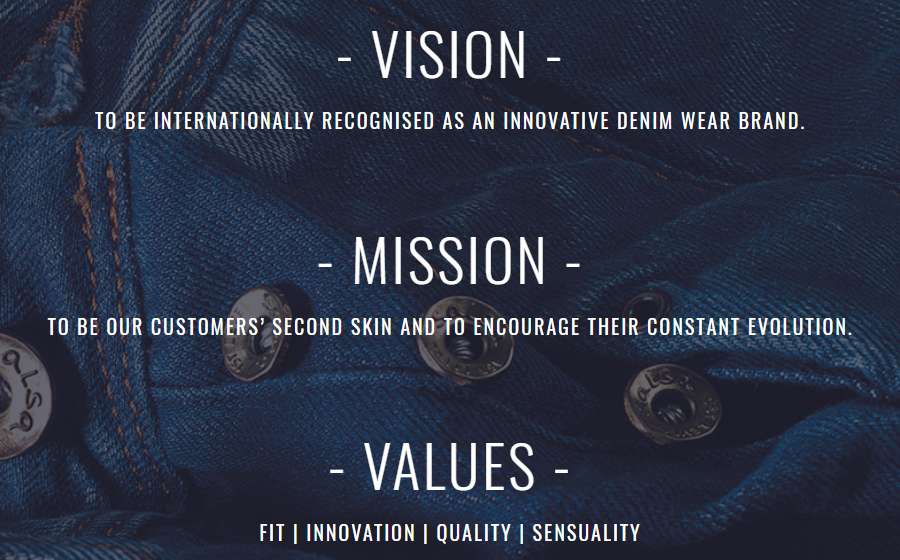 - VISION -
TO BE INTERNATIONALLY RECOGNISED AS AN INNOVATIVE DENIM WEAR BRAND.
- MISSION -
TO BE OUR CUSTOMERS' SECOND SKIN AND TO ENCOURAGE THEIR CONSTANT EVOLUTION.
- VALUES -
FIT | INNOVATION | QUALITY | SENSUALITY